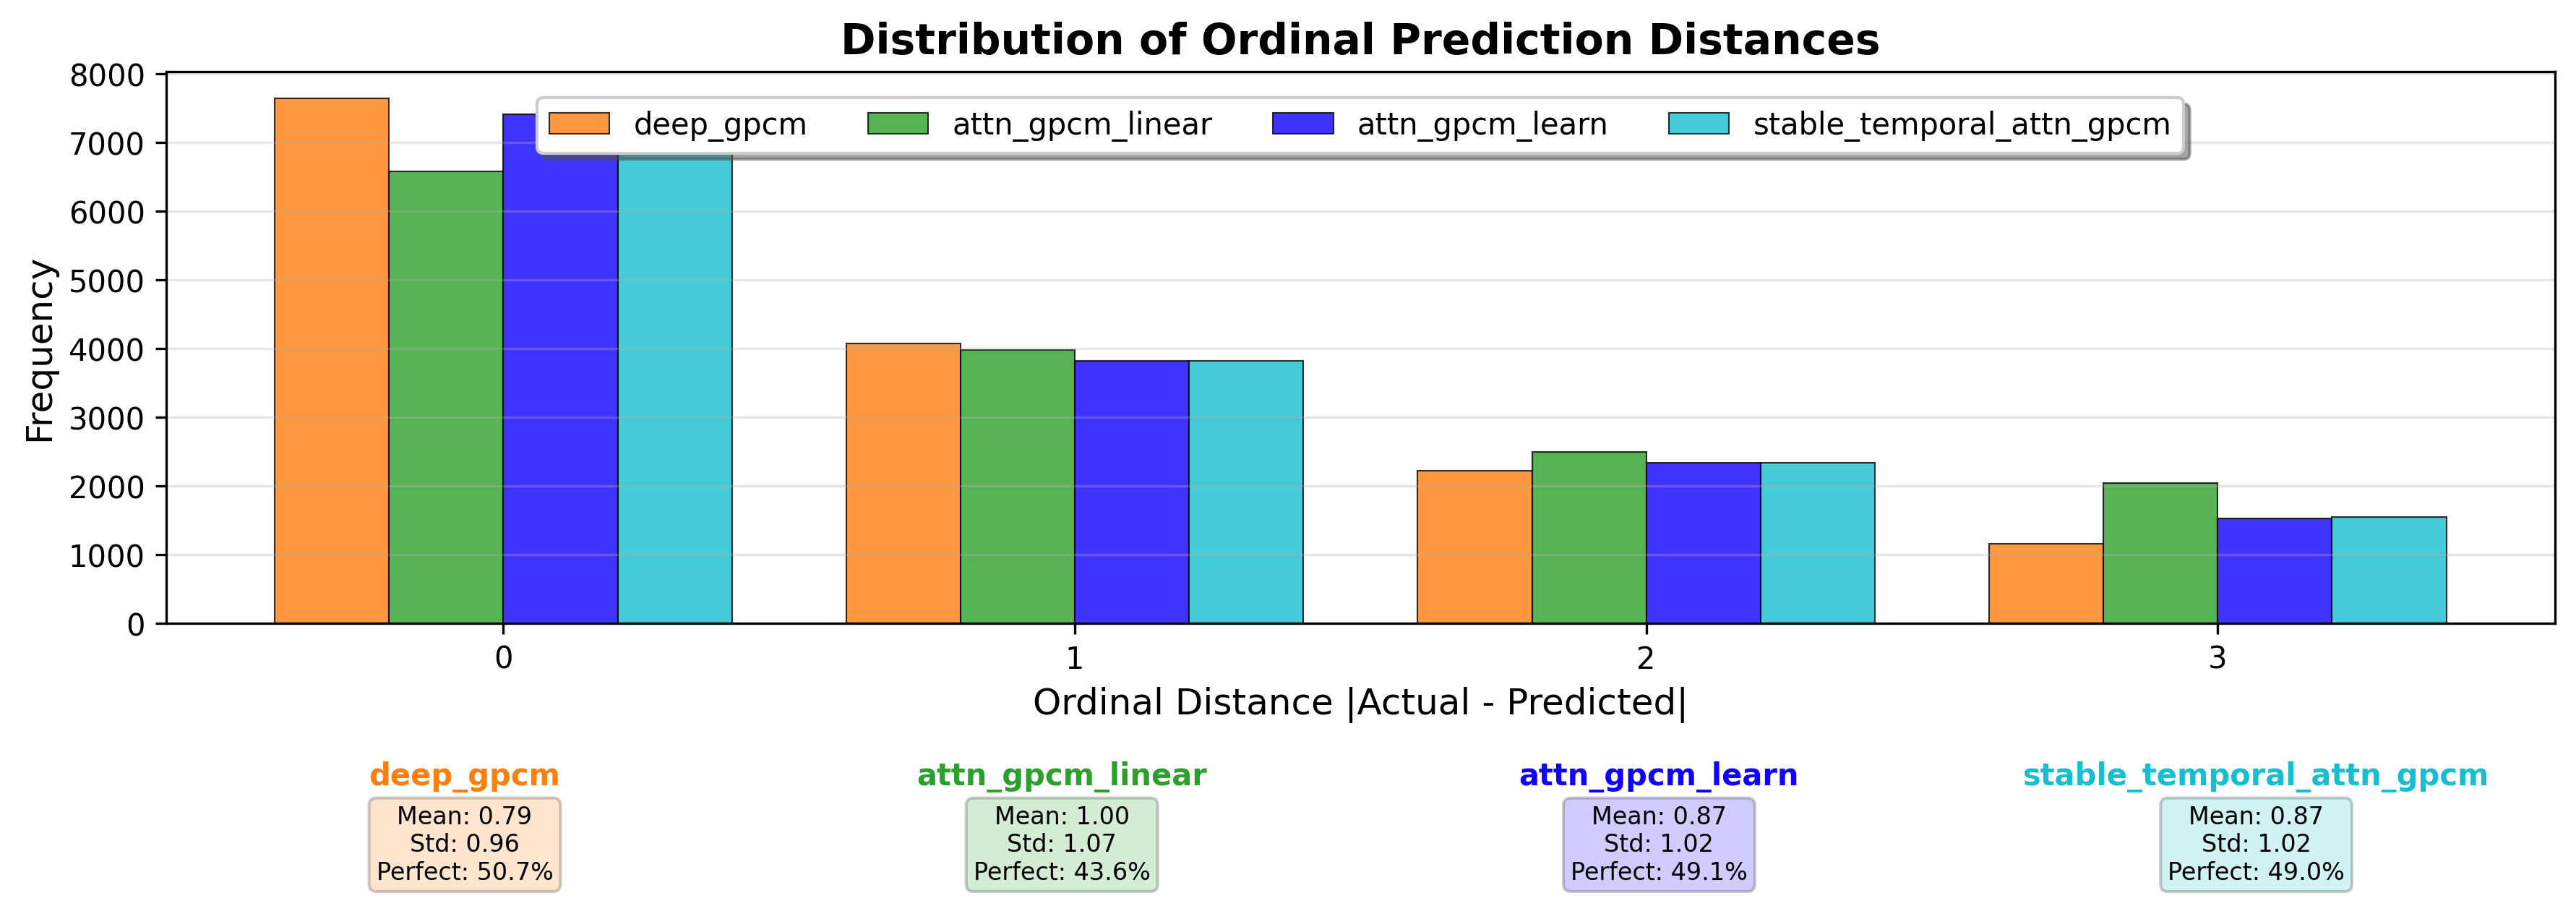 Distribution of Ordinal Prediction Distances
deep_gpcm attn_gpcm_linear attn_gpcm_learn stable_temporal_attn_gpcm
Frequency
8000
7000
6000
5000
4000
3000
2000
1000
0
0 1 2 3
Ordinal Distance |Actual - Predicted|
deep_gpcm
Mean: 0.79
Std: 0.96
Perfect: 50.7%
attn_gpcm_linear
Mean: 1.00
Std: 1.07
Perfect: 43.6%
attn_gpcm_learn
Mean: 0.87
Std: 1.02
Perfect: 49.1%
stable_temporal_attn_gpcm
Mean: 0.87
Std: 1.02
Perfect: 49.0%